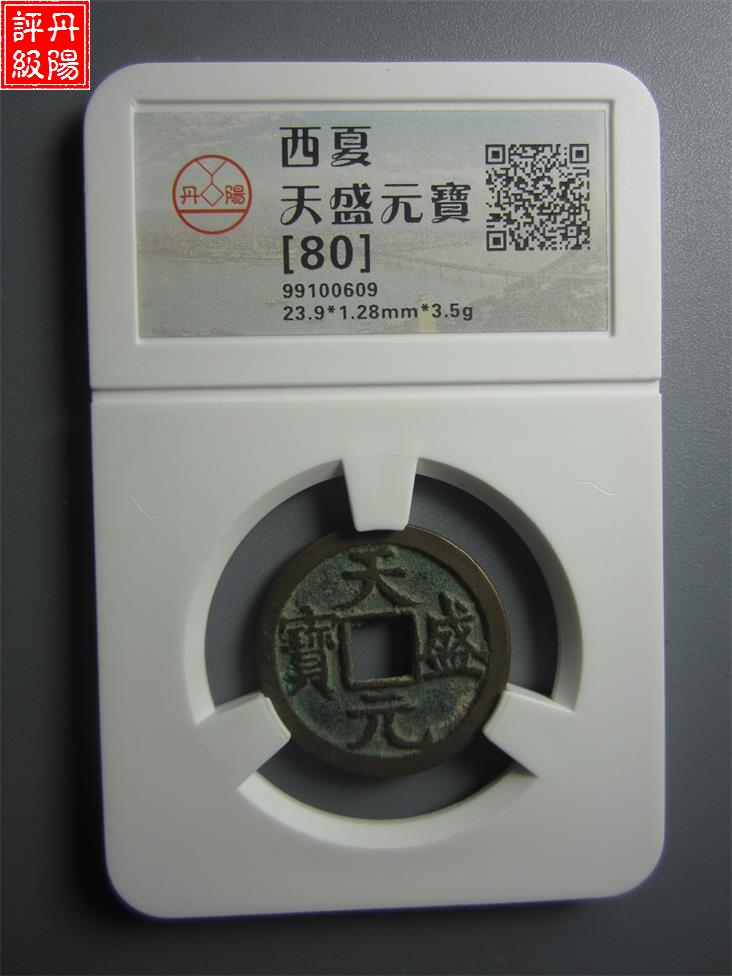 丹陽
評級
西夏
天盛元寶
[80]
99100609
23.9*1.28mm*3.5g
丹陽
天盛元寶